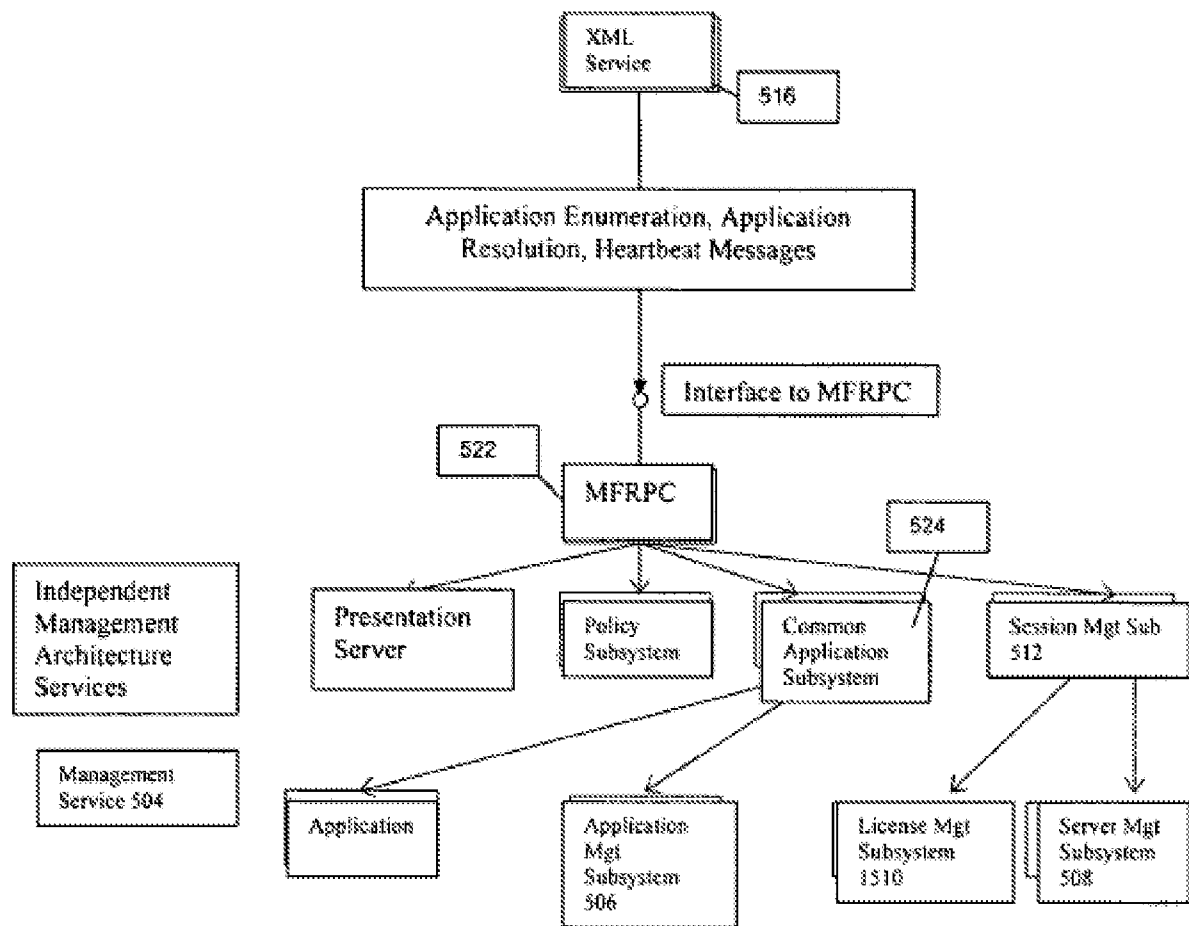 XML
Service
516
Application Enumeration, Application
Resolution, Heartbeat Messages
Interface to MFRPC
522
MFRPC
524
Independent
Management
Architecture
Services
Presentation
Server
Policy
Subsystem
Common
Application
Subsystem
Session Mgt Sub
512
Management
Service 504
Application
Application
Mgt
Subsystem
506
License Mgt
Subsystem
1510
Server Mgt
Subsystem
508